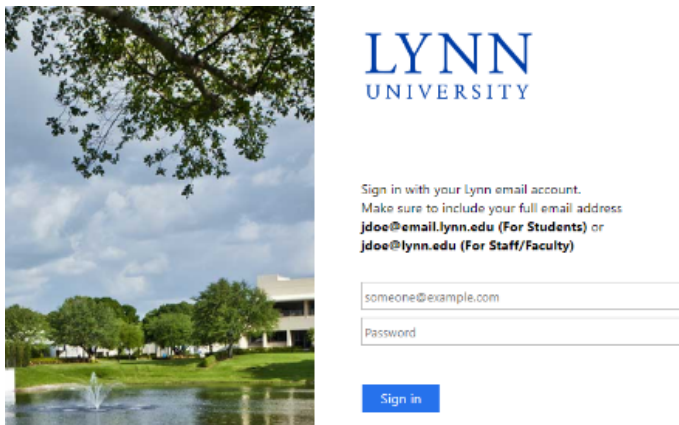 LYNN
UNIVERSITY
Sign in with your Lynn email account.
Make sure to include your full email address
jdoe@email.lynn.edu (For Students) or
jdoe@lynn.edu (For Staff/Faculty)
someone@example.com
Password
Sign in